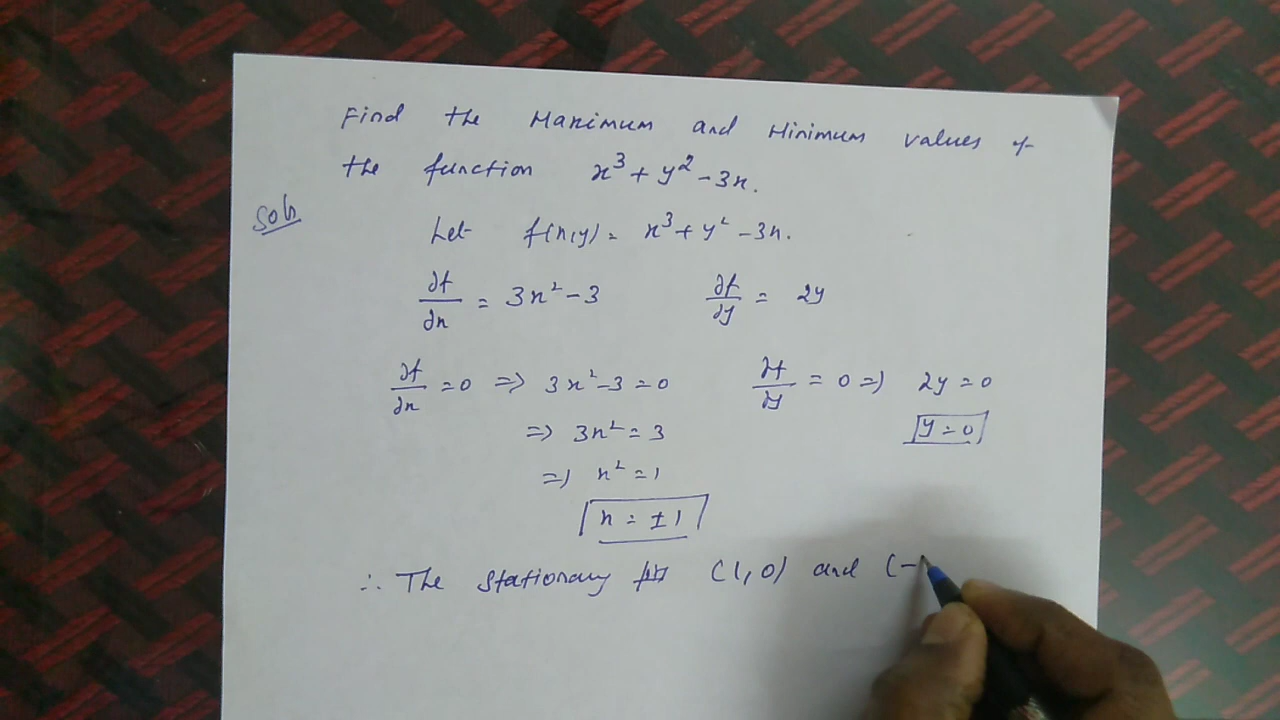 Find the Maximum and Minimum values of
the function x³ + y² - 3x.
Soln
Let f(x,y) = x³ + y² - 3x.
∂f/∂x = 3x² - 3 ∂f/∂y = 2y
∂f/∂x = 0 => 3x² - 3 = 0 ∂f/∂y = 0 => 2y = 0
=> 3x² = 3 y = 0
=> x² = 1
x = ±1
∴ The stationary pts (1,0) and (-